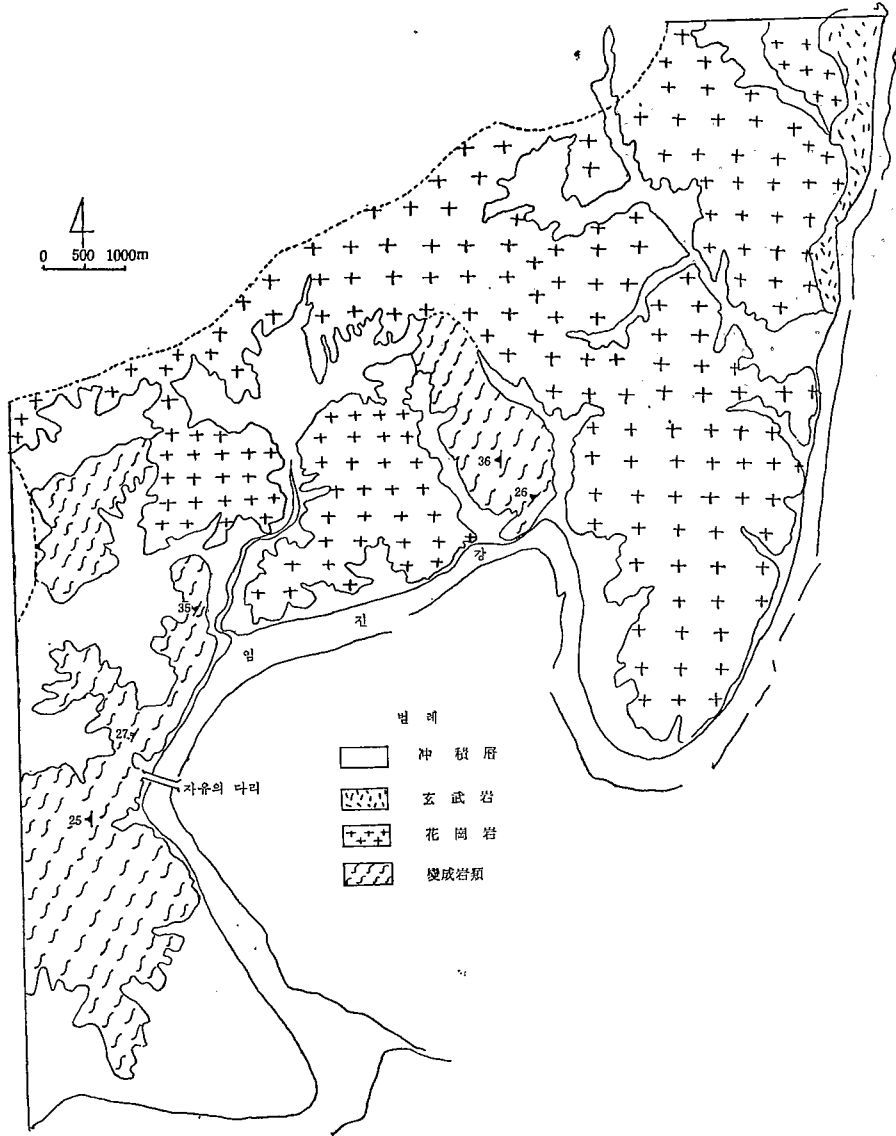 0 500 1000m
36
26
강
35
진
임
27
자유의 다리
25
범 례
冲 積 層
玄 武 岩
花 崗 岩
變成岩類